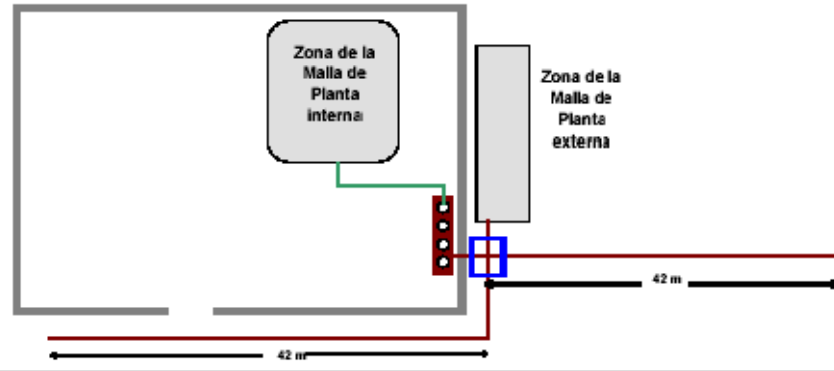 Zona de la
Malla de
Planta
interna
Zona de la
Malla de
Planta
externa
42 m
42 m